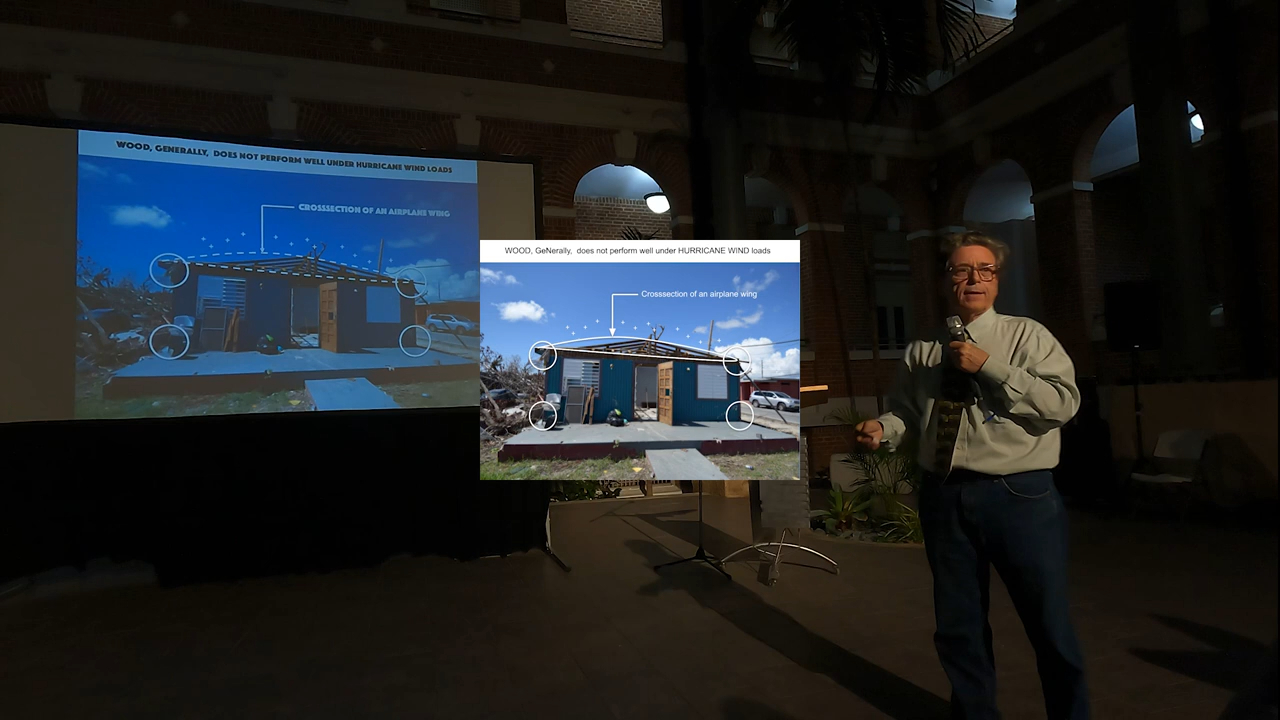 WOOD, GENERALLY, DOES NOT PERFORM WELL UNDER HURRICANE WIND LOADS
CROSSSECTION OF AN AIRPLANE WING
WOOD, GeNerally, does not perform well under HURRICANE WIND loads
Crosssection of an airplane wing